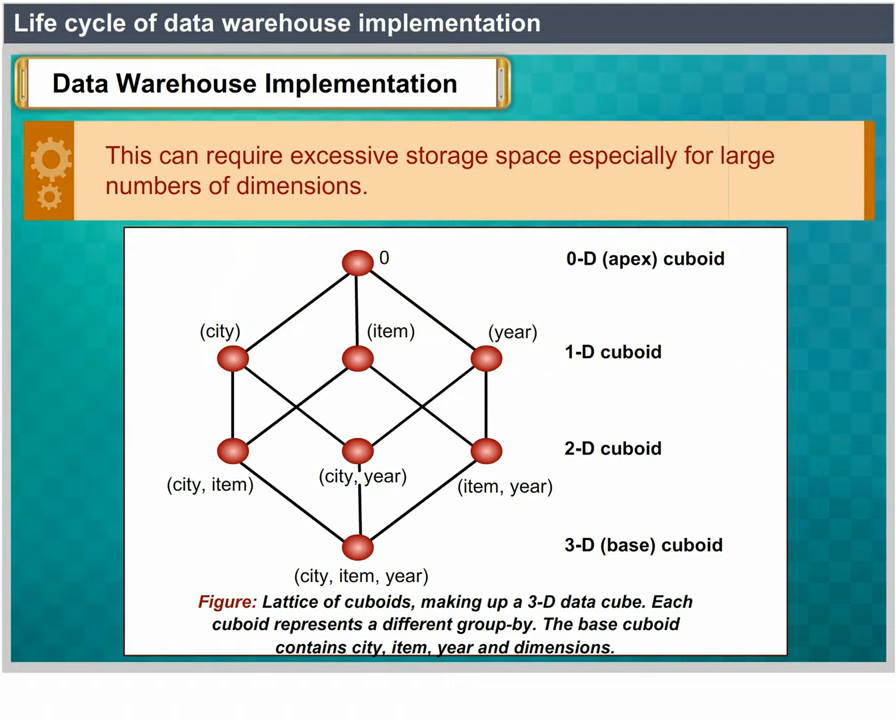 Life cycle of data warehouse implementation
Data Warehouse Implementation
This can require excessive storage space especially for large
numbers of dimensions.
0
0-D (apex) cuboid
(city)
(item)
(year)
1-D cuboid
2-D cuboid
(city, item)
(city, year)
(item, year)
3-D (base) cuboid
(city, item, year)
Figure: Lattice of cuboids, making up a 3-D data cube. Each
cuboid represents a different group-by. The base cuboid
contains city, item, year and dimensions.